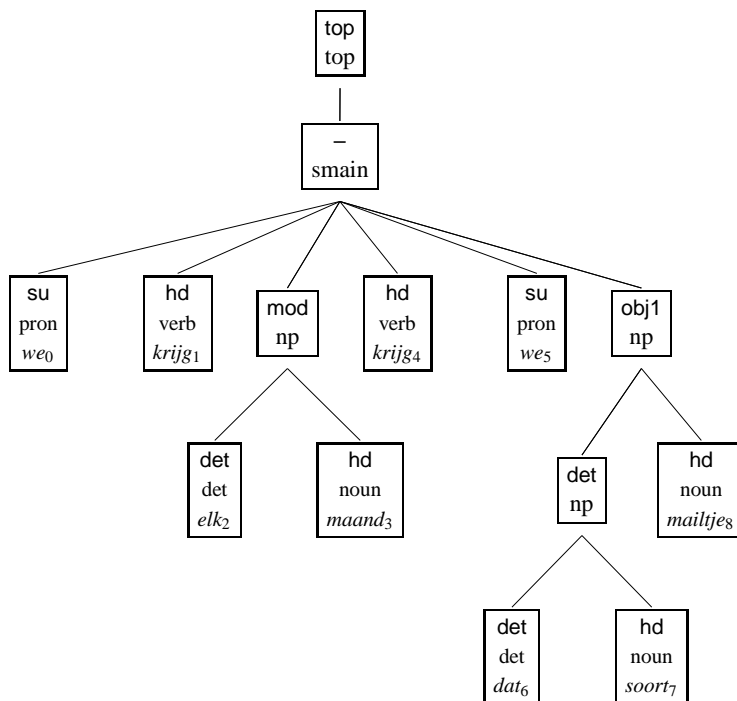 top
top
–
smain
su
pron
we0
hd
verb
krijg1
mod
np
hd
verb
krijg4
su
pron
we5
obj1
np
det
det
elk2
hd
noun
maand3
det
np
hd
noun
mailtje8
det
det
dat6
hd
noun
soort7